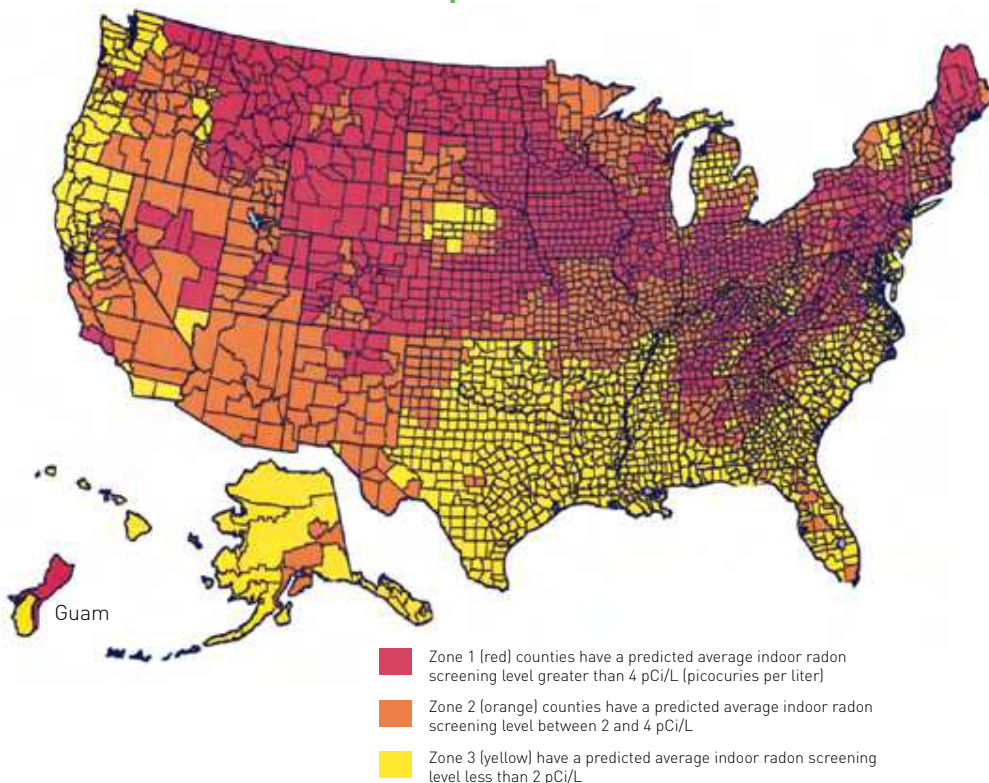 Guam
Zone 1 (red) counties have a predicted average indoor radon
screening level greater than 4 pCi/L (picocuries per liter)
Zone 2 (orange) counties have a predicted average indoor radon
screening level between 2 and 4 pCi/L
Zone 3 (yellow) have a predicted average indoor radon screening
level less than 2 pCi/L